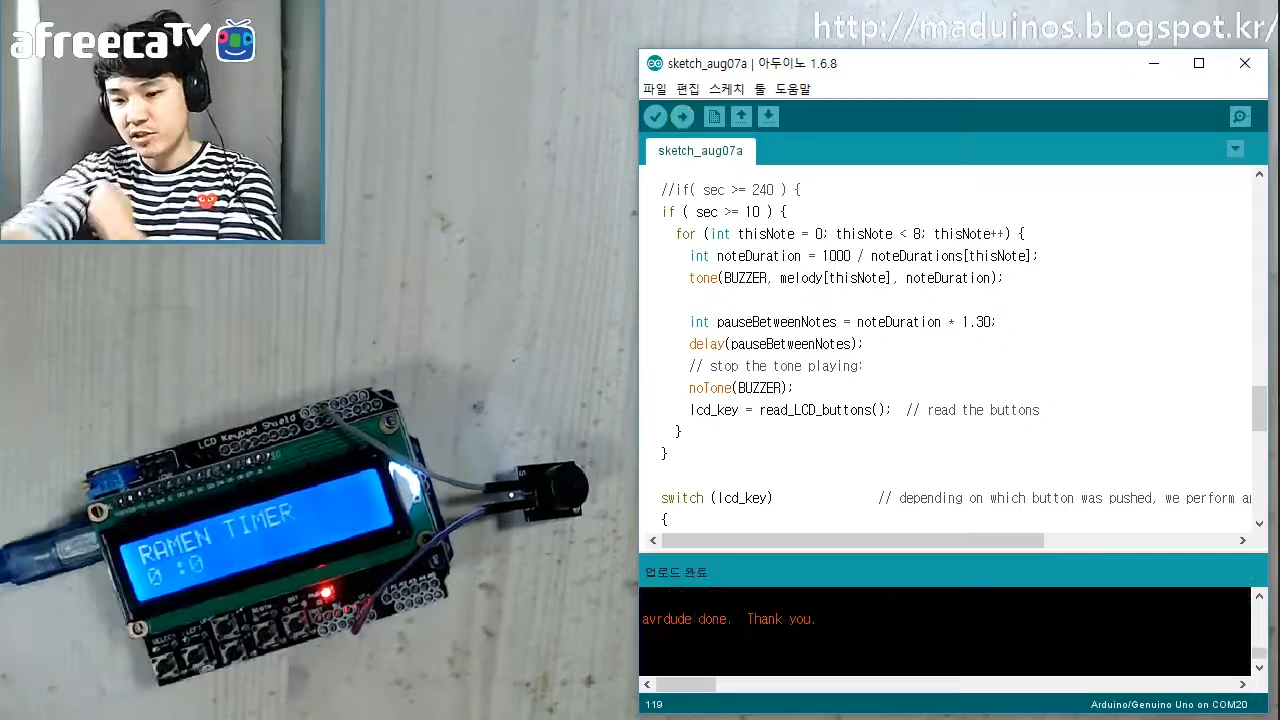 afreecaTV
http://maduinos.blogspot.kr/
sketch_aug07a | 아두이노 1.6.8
파일 편집 스케치 툴 도움말
sketch_aug07a
//if( sec >= 240 ) {
if ( sec >= 10 ) {
for (int thisNote = 0; thisNote < 8; thisNote++) {
int noteDuration = 1000 / noteDurations[thisNote];
tone(BUZZER, melody[thisNote], noteDuration);
int pauseBetweenNotes = noteDuration * 1.30;
delay(pauseBetweenNotes);
// stop the tone playing:
noTone(BUZZER);
lcd_key = read_LCD_buttons(); // read the buttons
}
}
switch (lcd_key) // depending on which button was pushed, we perform
{
업로드 완료
avrdude done. Thank you.
119
Arduino/Genuino Uno on COM20
LCD Keypad Shield
RAMEN TIMER
0 :0
SELECT LEFT
RST